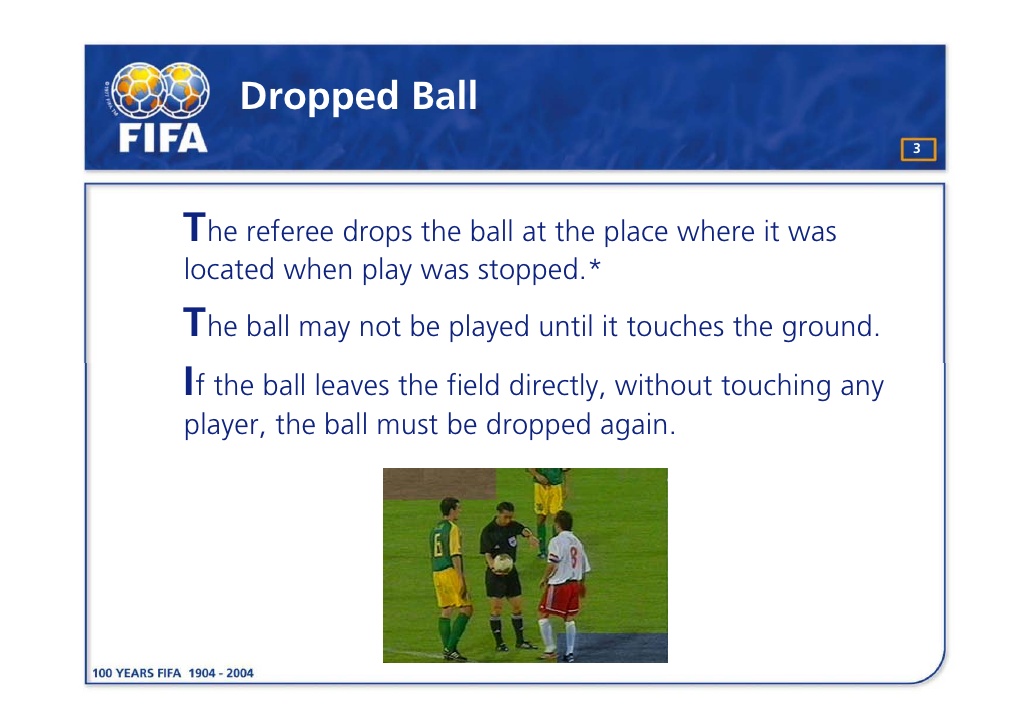 Dropped Ball
FIFA
3
The referee drops the ball at the place where it was
located when play was stopped.*
The ball may not be played until it touches the ground.
If the ball leaves the field directly, without touching any
player, the ball must be dropped again.
6
8
100 YEARS FIFA 1904 - 2004